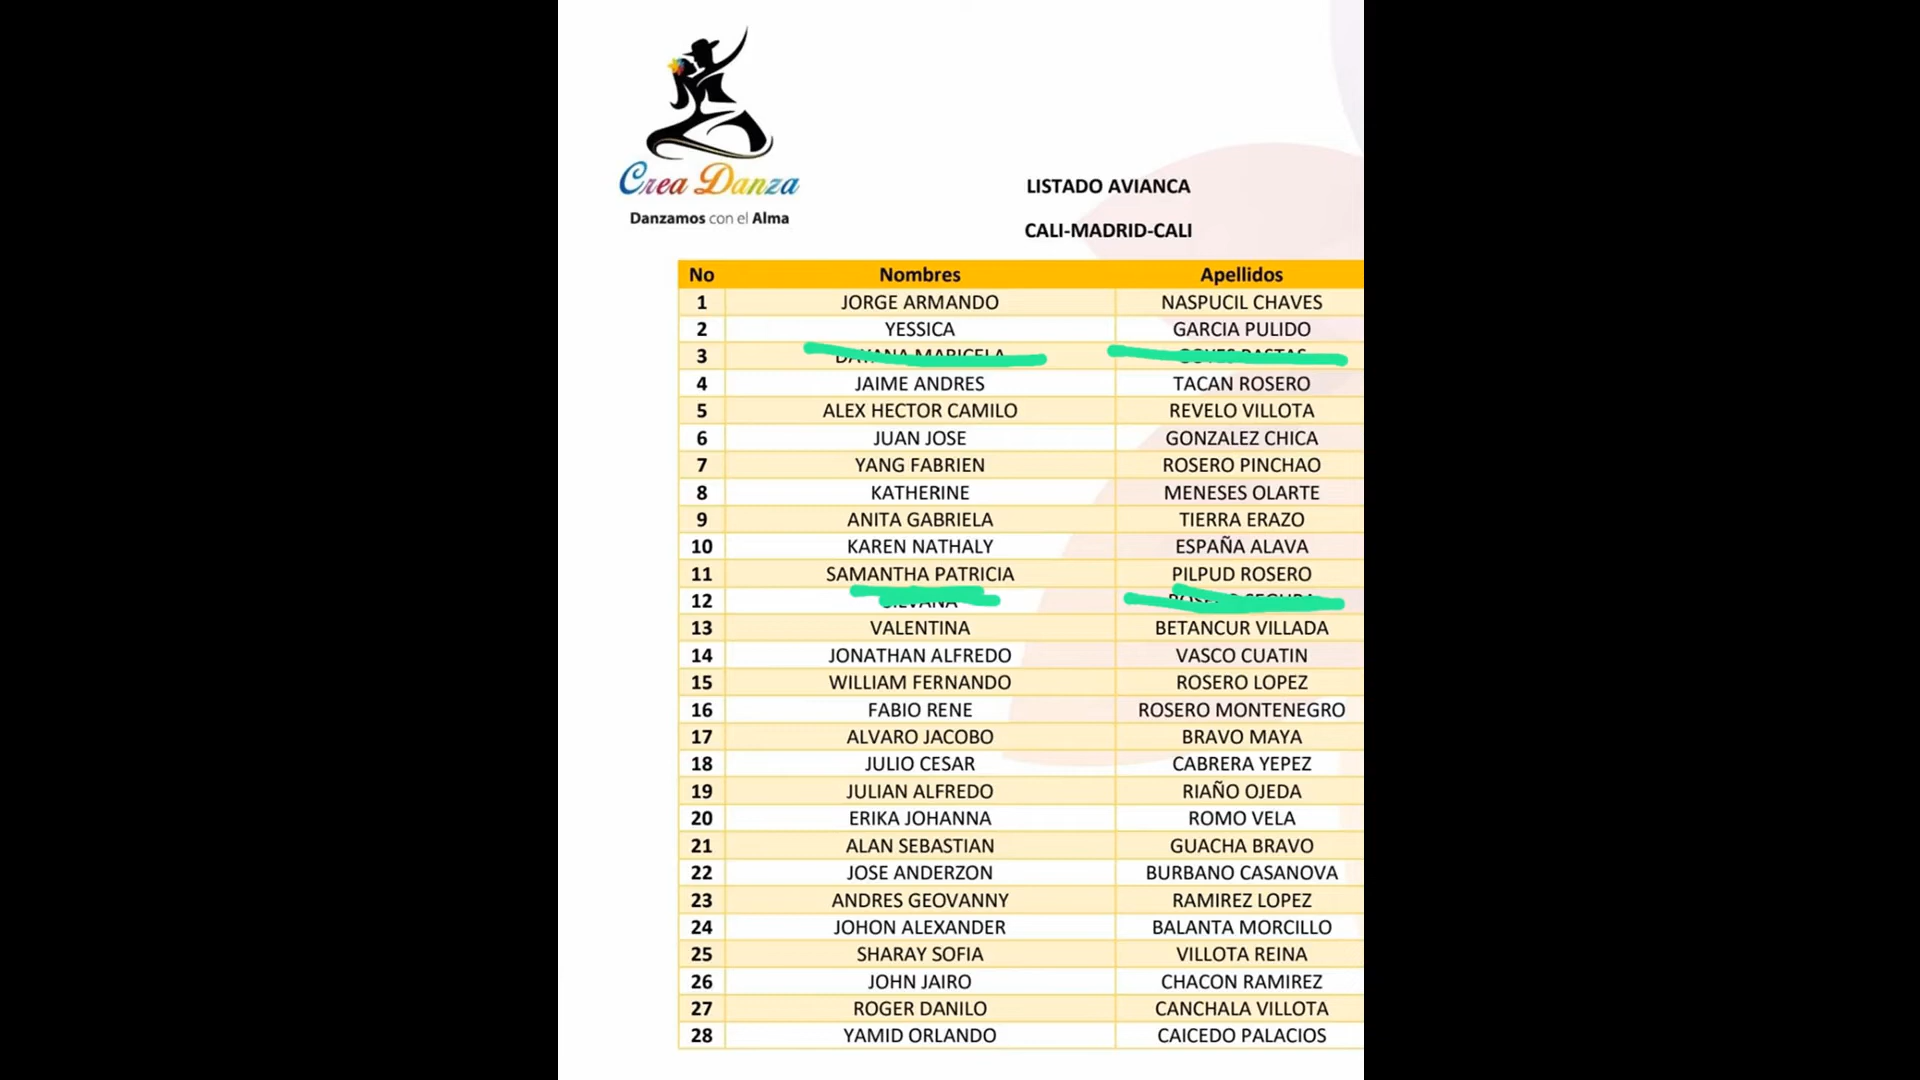 Crea Danza
Danzamos con el Alma
LISTADO AVIANCA
CALI-MADRID-CALI
No Nombres Apellidos
1 JORGE ARMANDO NASPUCIL CHAVES
2 YESSICA GARCIA PULIDO
3 DAYANA MARICELA
4 JAIME ANDRES TACAN ROSERO
5 ALEX HECTOR CAMILO REVELO VILLOTA
6 JUAN JOSE GONZALEZ CHICA
7 YANG FABRIEN ROSERO PINCHAO
8 KATHERINE MENESES OLARTE
9 ANITA GABRIELA TIERRA ERAZO
10 KAREN NATHALY ESPAÑA ALAVA
11 SAMANTHA PATRICIA PILPUD ROSERO
12 SILVANA
13 VALENTINA BETANCUR VILLADA
14 JONATHAN ALFREDO VASCO CUATIN
15 WILLIAM FERNANDO ROSERO LOPEZ
16 FABIO RENE ROSERO MONTENEGRO
17 ALVARO JACOBO BRAVO MAYA
18 JULIO CESAR CABRERA YEPEZ
19 JULIAN ALFREDO RIAÑO OJEDA
20 ERIKA JOHANNA ROMO VELA
21 ALAN SEBASTIAN GUACHA BRAVO
22 JOSE ANDERZON BURBANO CASANOVA
23 ANDRES GEOVANNY RAMIREZ LOPEZ
24 JOHON ALEXANDER BALANTA MORCILLO
25 SHARAY SOFIA VILLOTA REINA
26 JOHN JAIRO CHACON RAMIREZ
27 ROGER DANILO CANCHALA VILLOTA
28 YAMID ORLANDO CAICEDO PALACIOS